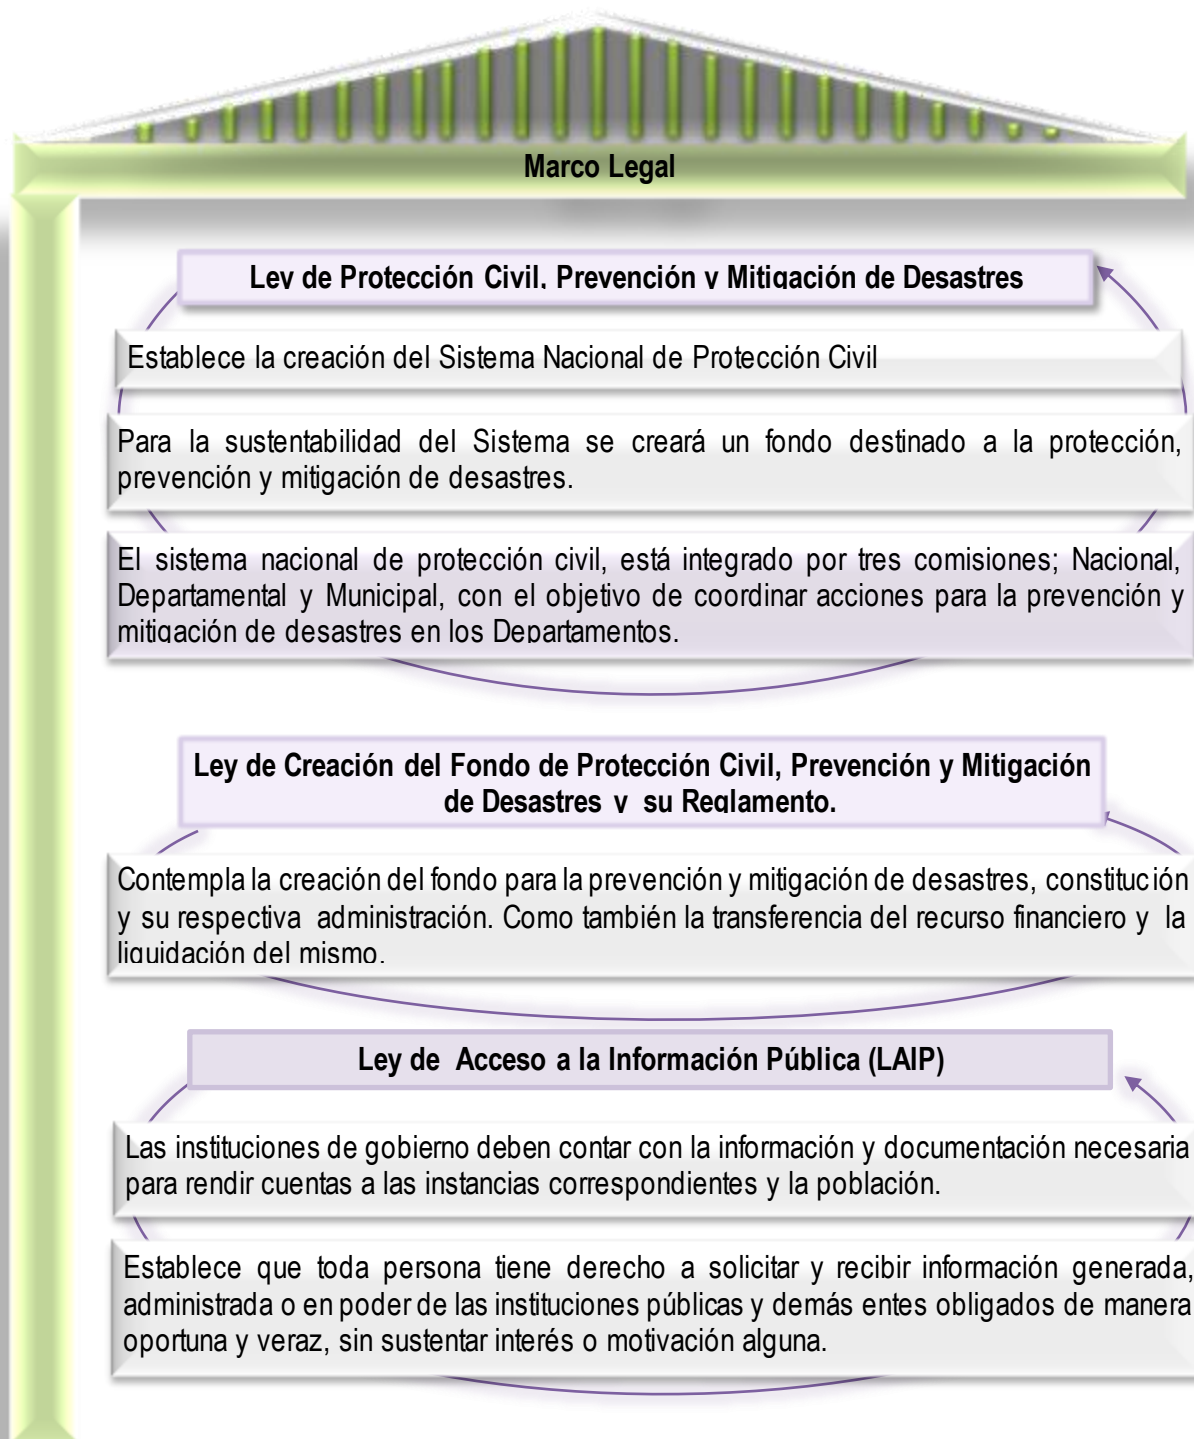 Marco Legal
Ley de Protección Civil, Prevención y Mitigación de Desastres
Establece la creación del Sistema Nacional de Protección Civil
Para la sustentabilidad del Sistema se creará un fondo destinado a la protección,
prevención y mitigación de desastres.
El sistema nacional de protección civil, está integrado por tres comisiones; Nacional,
Departamental y Municipal, con el objetivo de coordinar acciones para la prevención y
mitigación de desastres en los Departamentos.
Ley de Creación del Fondo de Protección Civil, Prevención y Mitigación
de Desastres y su Reglamento.
Contempla la creación del fondo para la prevención y mitigación de desastres, constitución
y su respectiva administración. Como también la transferencia del recurso financiero y la
liquidación del mismo.
Ley de Acceso a la Información Pública (LAIP)
Las instituciones de gobierno deben contar con la información y documentación necesaria
para rendir cuentas a las instancias correspondientes y la población.
Establece que toda persona tiene derecho a solicitar y recibir información generada,
administrada o en poder de las instituciones públicas y demás entes obligados de manera
oportuna y veraz, sin sustentar interés o motivación alguna.